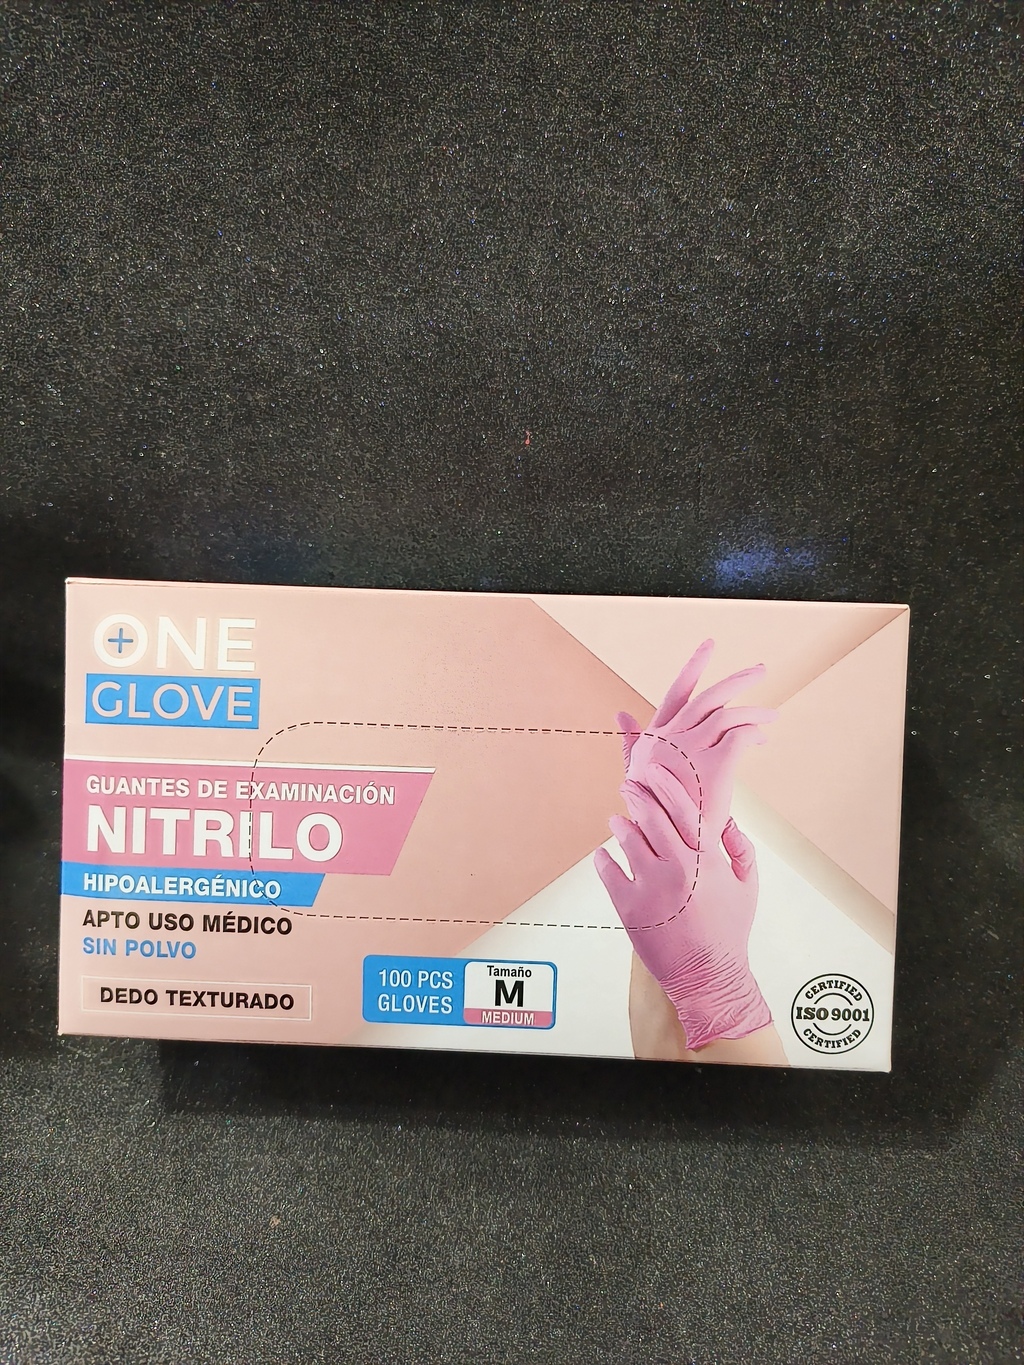 ONE
GLOVE
GUANTES DE EXAMINACIÓN
NITRILO
HIPOALERGÉNICO
APTO USO MÉDICO
SIN POLVO
DEDO TEXTURADO
100 PCS
GLOVES
Tamaño
M
MEDIUM
CERTIFIED
ISO 9001
CERTIFIED